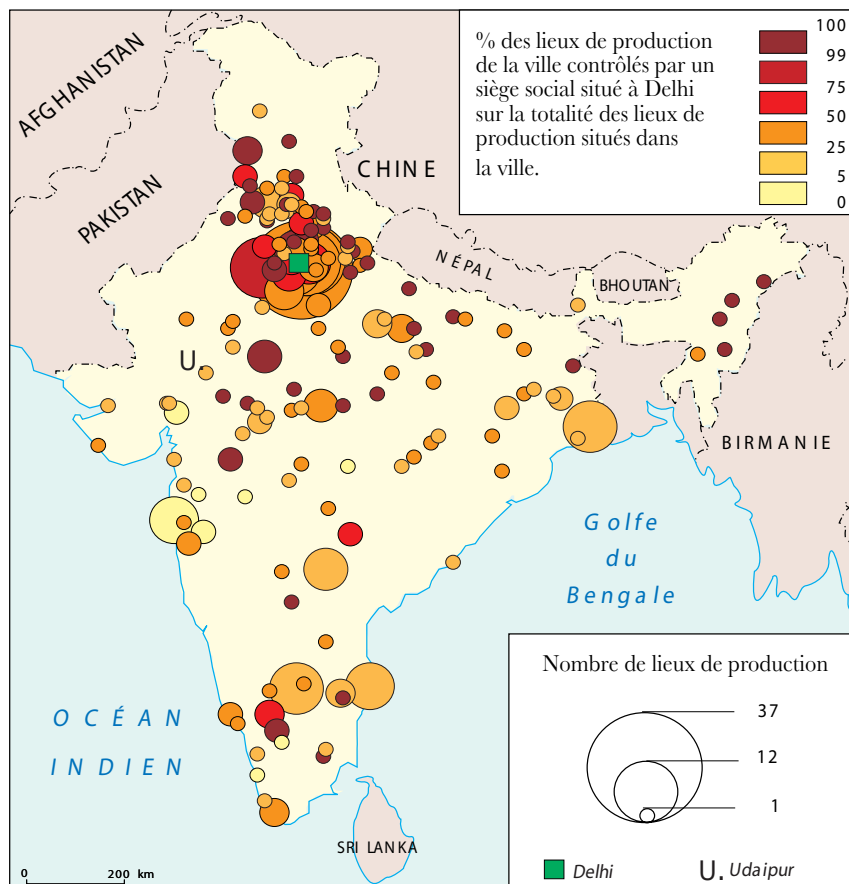 % des lieux de production
de la ville contrôlés par un
siège social situé à Delhi
sur la totalité des lieux de
production situés dans
la ville.
100
99
75
50
25
5
0
AFGHANISTAN
PAKISTAN
CHINE
NÉPAL
BHOUTAN
U.
BIRMANIE
Golfe
du
Bengale
OCÉAN
INDIEN
SRI LANKA
Nombre de lieux de production
37
12
1
Delhi
U. Udaipur
0 200 km